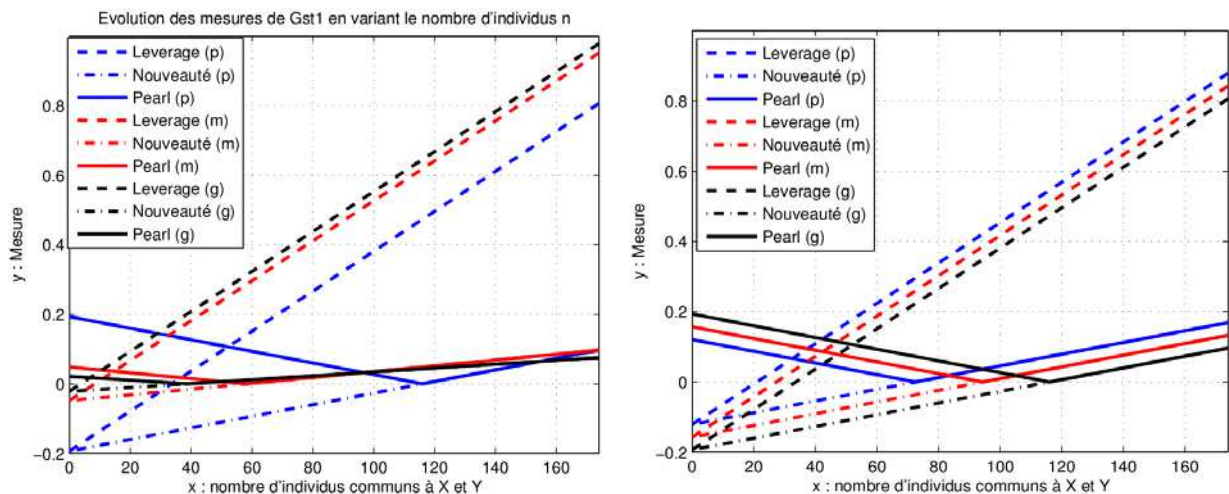 Evolution des mesures de Gst1 en variant le nombre d'individus n
Leverage (p)
Nouveauté (p)
Pearl (p)
Leverage (m)
Nouveauté (m)
Pearl (m)
Leverage (g)
Nouveauté (g)
Pearl (g)
0.8
0.6
0.4
0.2
0
−0.2
y : Mesure
0 20 40 60 80 100 120 140 160
x : nombre d'individus communs à X et Y
Leverage (p)
Nouveauté (p)
Pearl (p)
Leverage (m)
Nouveauté (m)
Pearl (m)
Leverage (g)
Nouveauté (g)
Pearl (g)
0.8
0.6
0.4
0.2
0
−0.2
y : Mesure
0 20 40 60 80 100 120 140 160
x : nombre d'individus communs à X et Y